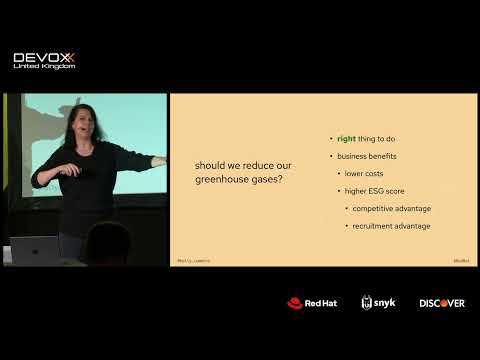 DEVOXX
United Kingdom
should we reduce our
greenhouse gases?
• right thing to do
• business benefits
• lower costs
• higher ESG score
• competitive advantage
• recruitment advantage
@holly_cummins
@RedHat
Red Hat
snyk
DISCOVER